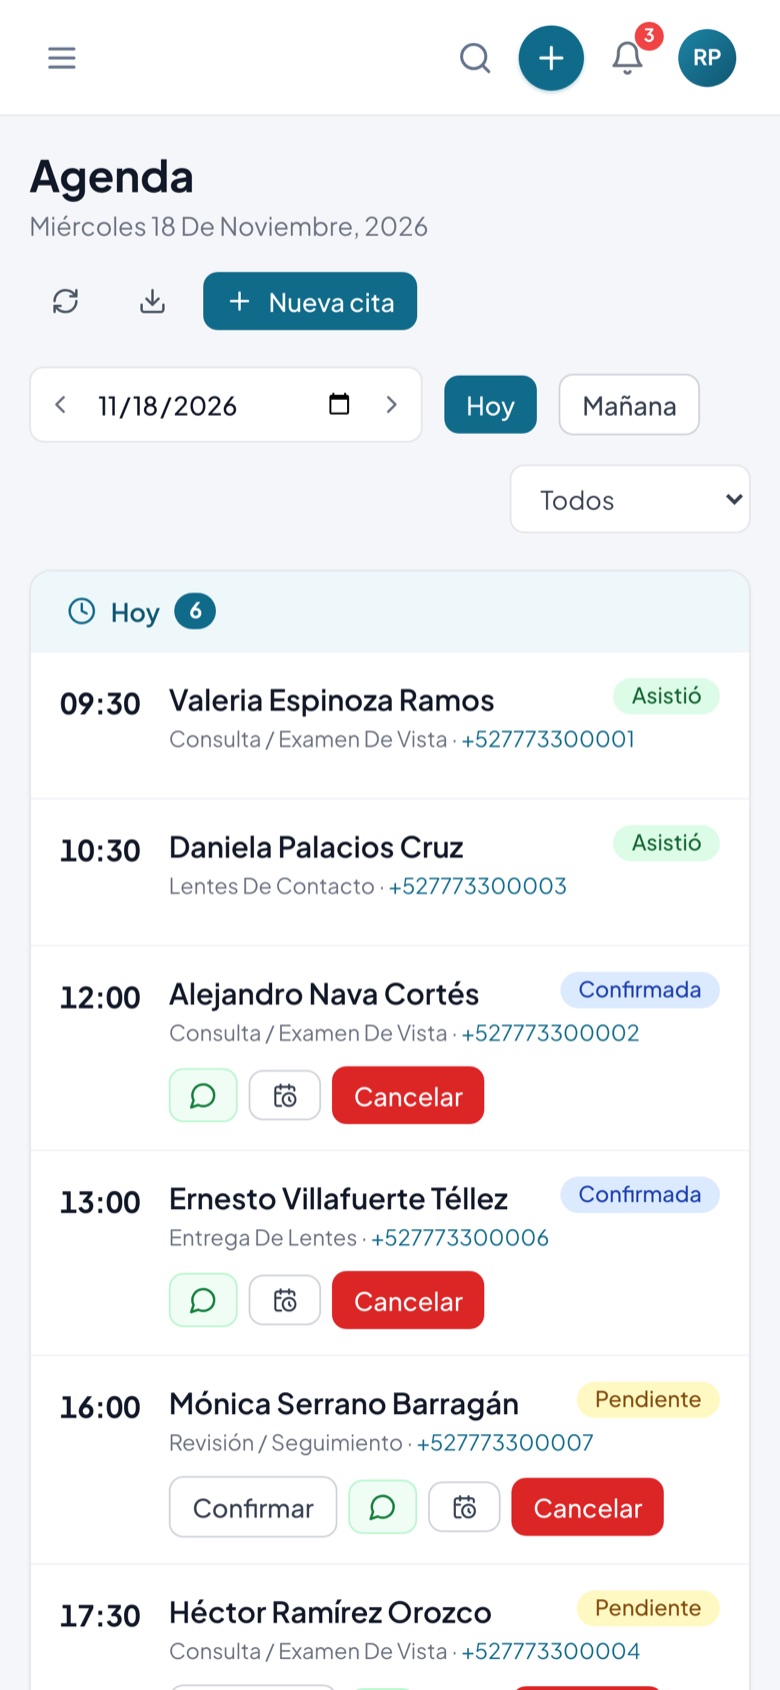 3
RP
Agenda
Miércoles 18 De Noviembre, 2026
Nueva cita
11/18/2026
Hoy
Mañana
Todos
Hoy 6
09:30 Valeria Espinoza Ramos Asistió
Consulta / Examen De Vista · +527773300001
10:30 Daniela Palacios Cruz Asistió
Lentes De Contacto · +527773300003
12:00 Alejandro Nava Cortés Confirmada
Consulta / Examen De Vista · +527773300002
Cancelar
13:00 Ernesto Villafuerte Téllez Confirmada
Entrega De Lentes · +527773300006
Cancelar
16:00 Mónica Serrano Barragán Pendiente
Revisión / Seguimiento · +527773300007
Confirmar Cancelar
17:30 Héctor Ramírez Orozco Pendiente
Consulta / Examen De Vista · +527773300004